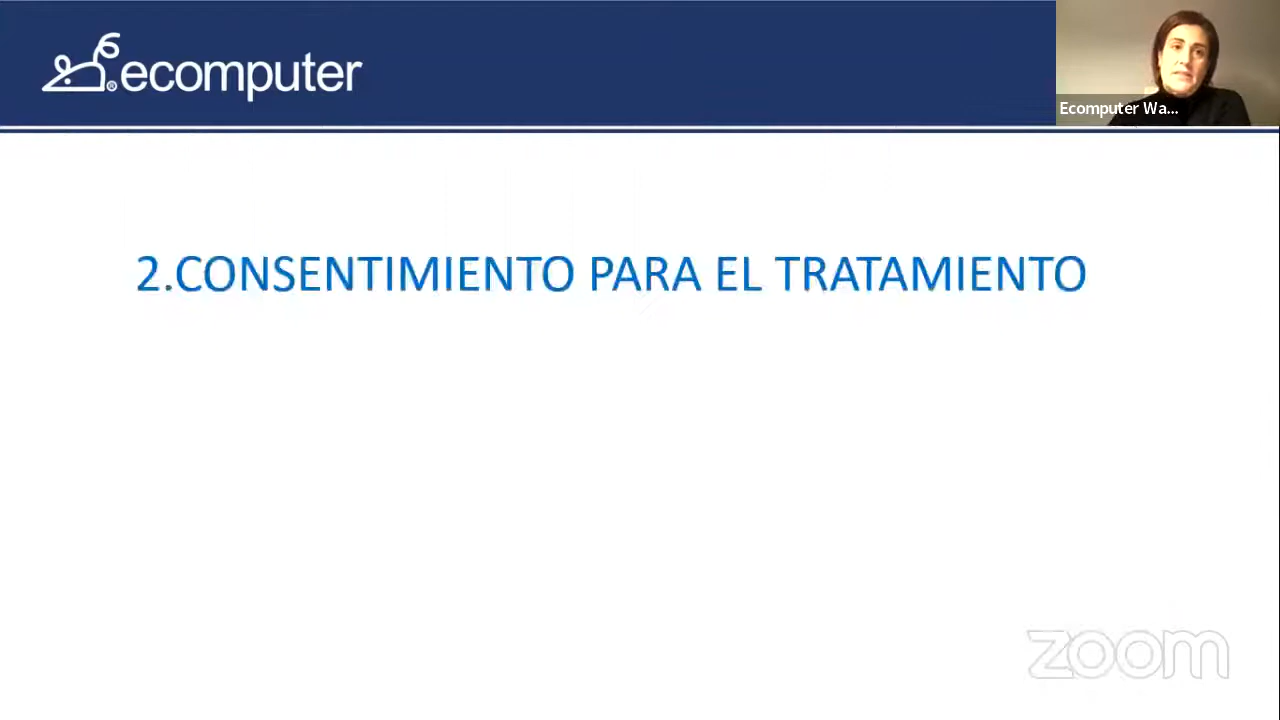 ecomputer
Ecomputer Wa...
2.CONSENTIMIENTO PARA EL TRATAMIENTO
zoom